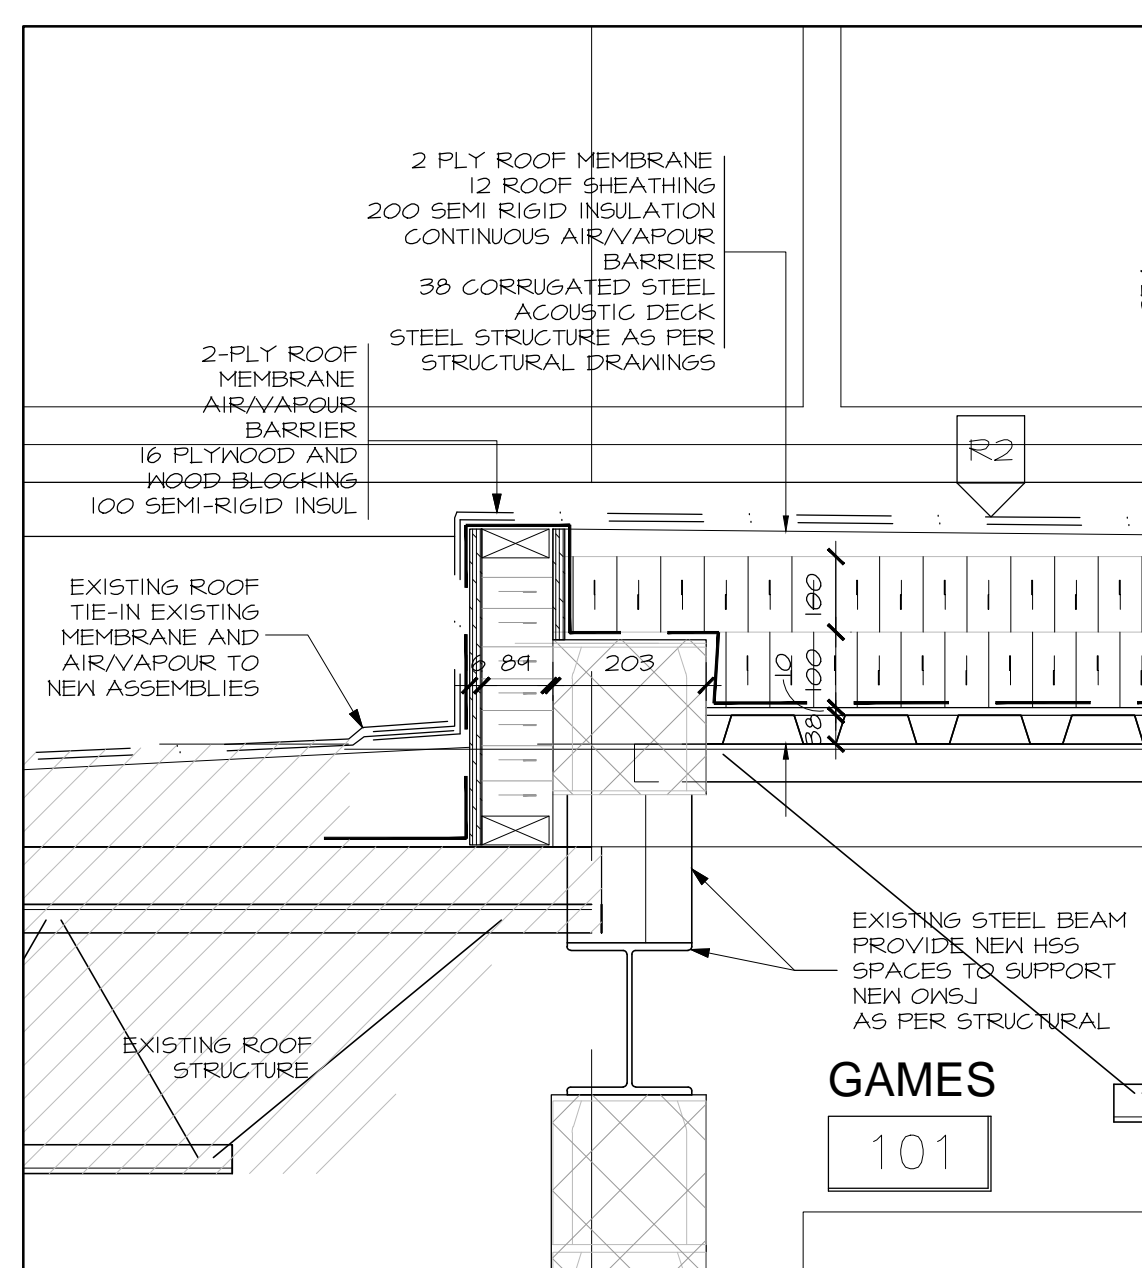 2 PLY ROOF MEMBRANE
12 ROOF SHEATHING
200 SEMI RIGID INSULATION
CONTINUOUS AIR/VAPOUR
BARRIER
38 CORRUGATED STEEL
ACOUSTIC DECK
STEEL STRUCTURE AS PER
STRUCTURAL DRAWINGS
2-PLY ROOF
MEMBRANE
AIR/VAPOUR
BARRIER
16 PLYWOOD AND
WOOD BLOCKING
100 SEMI-RIGID INSUL
R2
EXISTING ROOF
TIE-IN EXISTING
MEMBRANE AND
AIR/VAPOUR TO
NEW ASSEMBLIES
100
89
203
10
100
38
EXISTING STEEL BEAM
PROVIDE NEW HSS
SPACES TO SUPPORT
NEW OWSJ
AS PER STRUCTURAL
EXISTING ROOF
STRUCTURE
GAMES
101